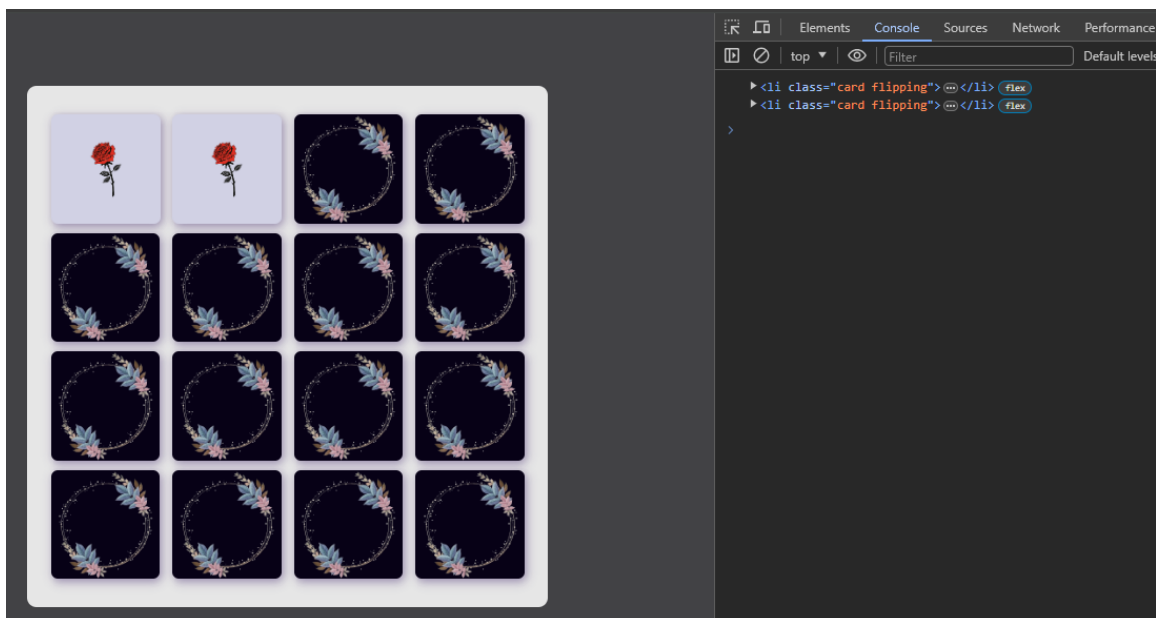 Elements Console Sources Network Performance
top Filter Default levels
<li class="card flipping"> ⋯ </li> flex
<li class="card flipping"> ⋯ </li> flex